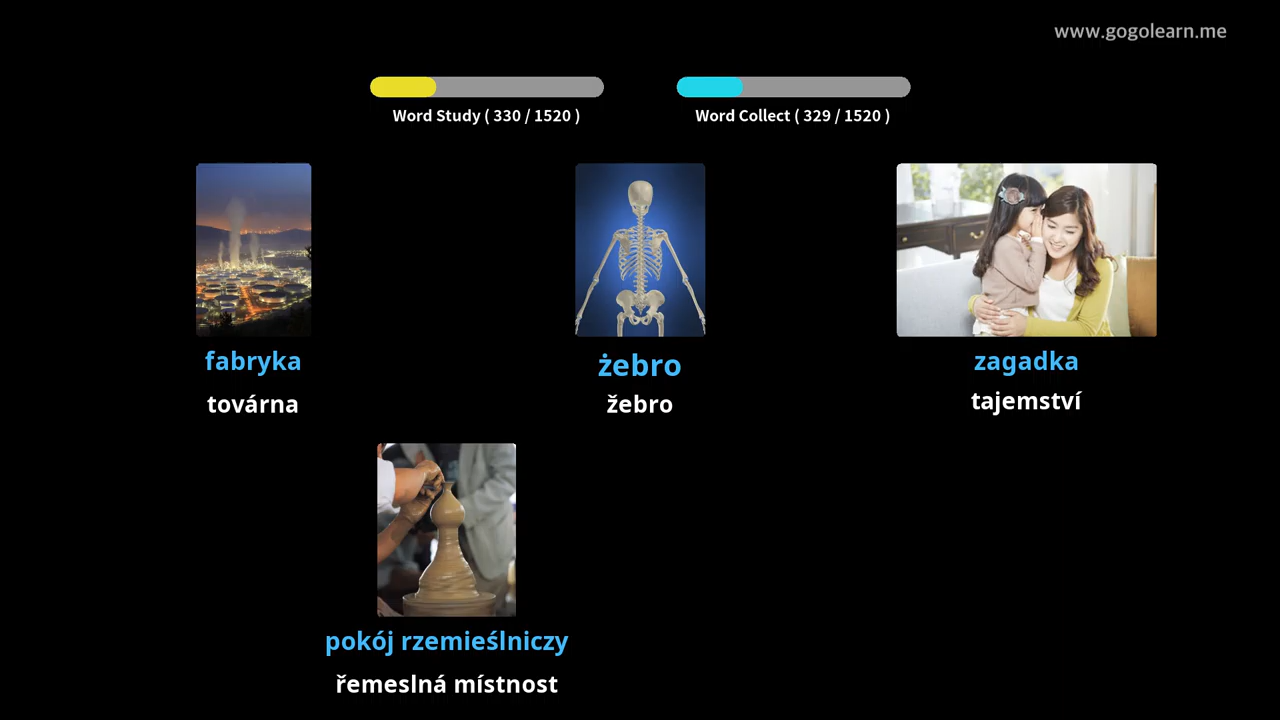 www.gogolearn.me
Word Study ( 330 / 1520 )
Word Collect ( 329 / 1520 )
fabryka
továrna
żebro
žebro
zagadka
tajemství
pokój rzemieślniczy
řemeslná místnost